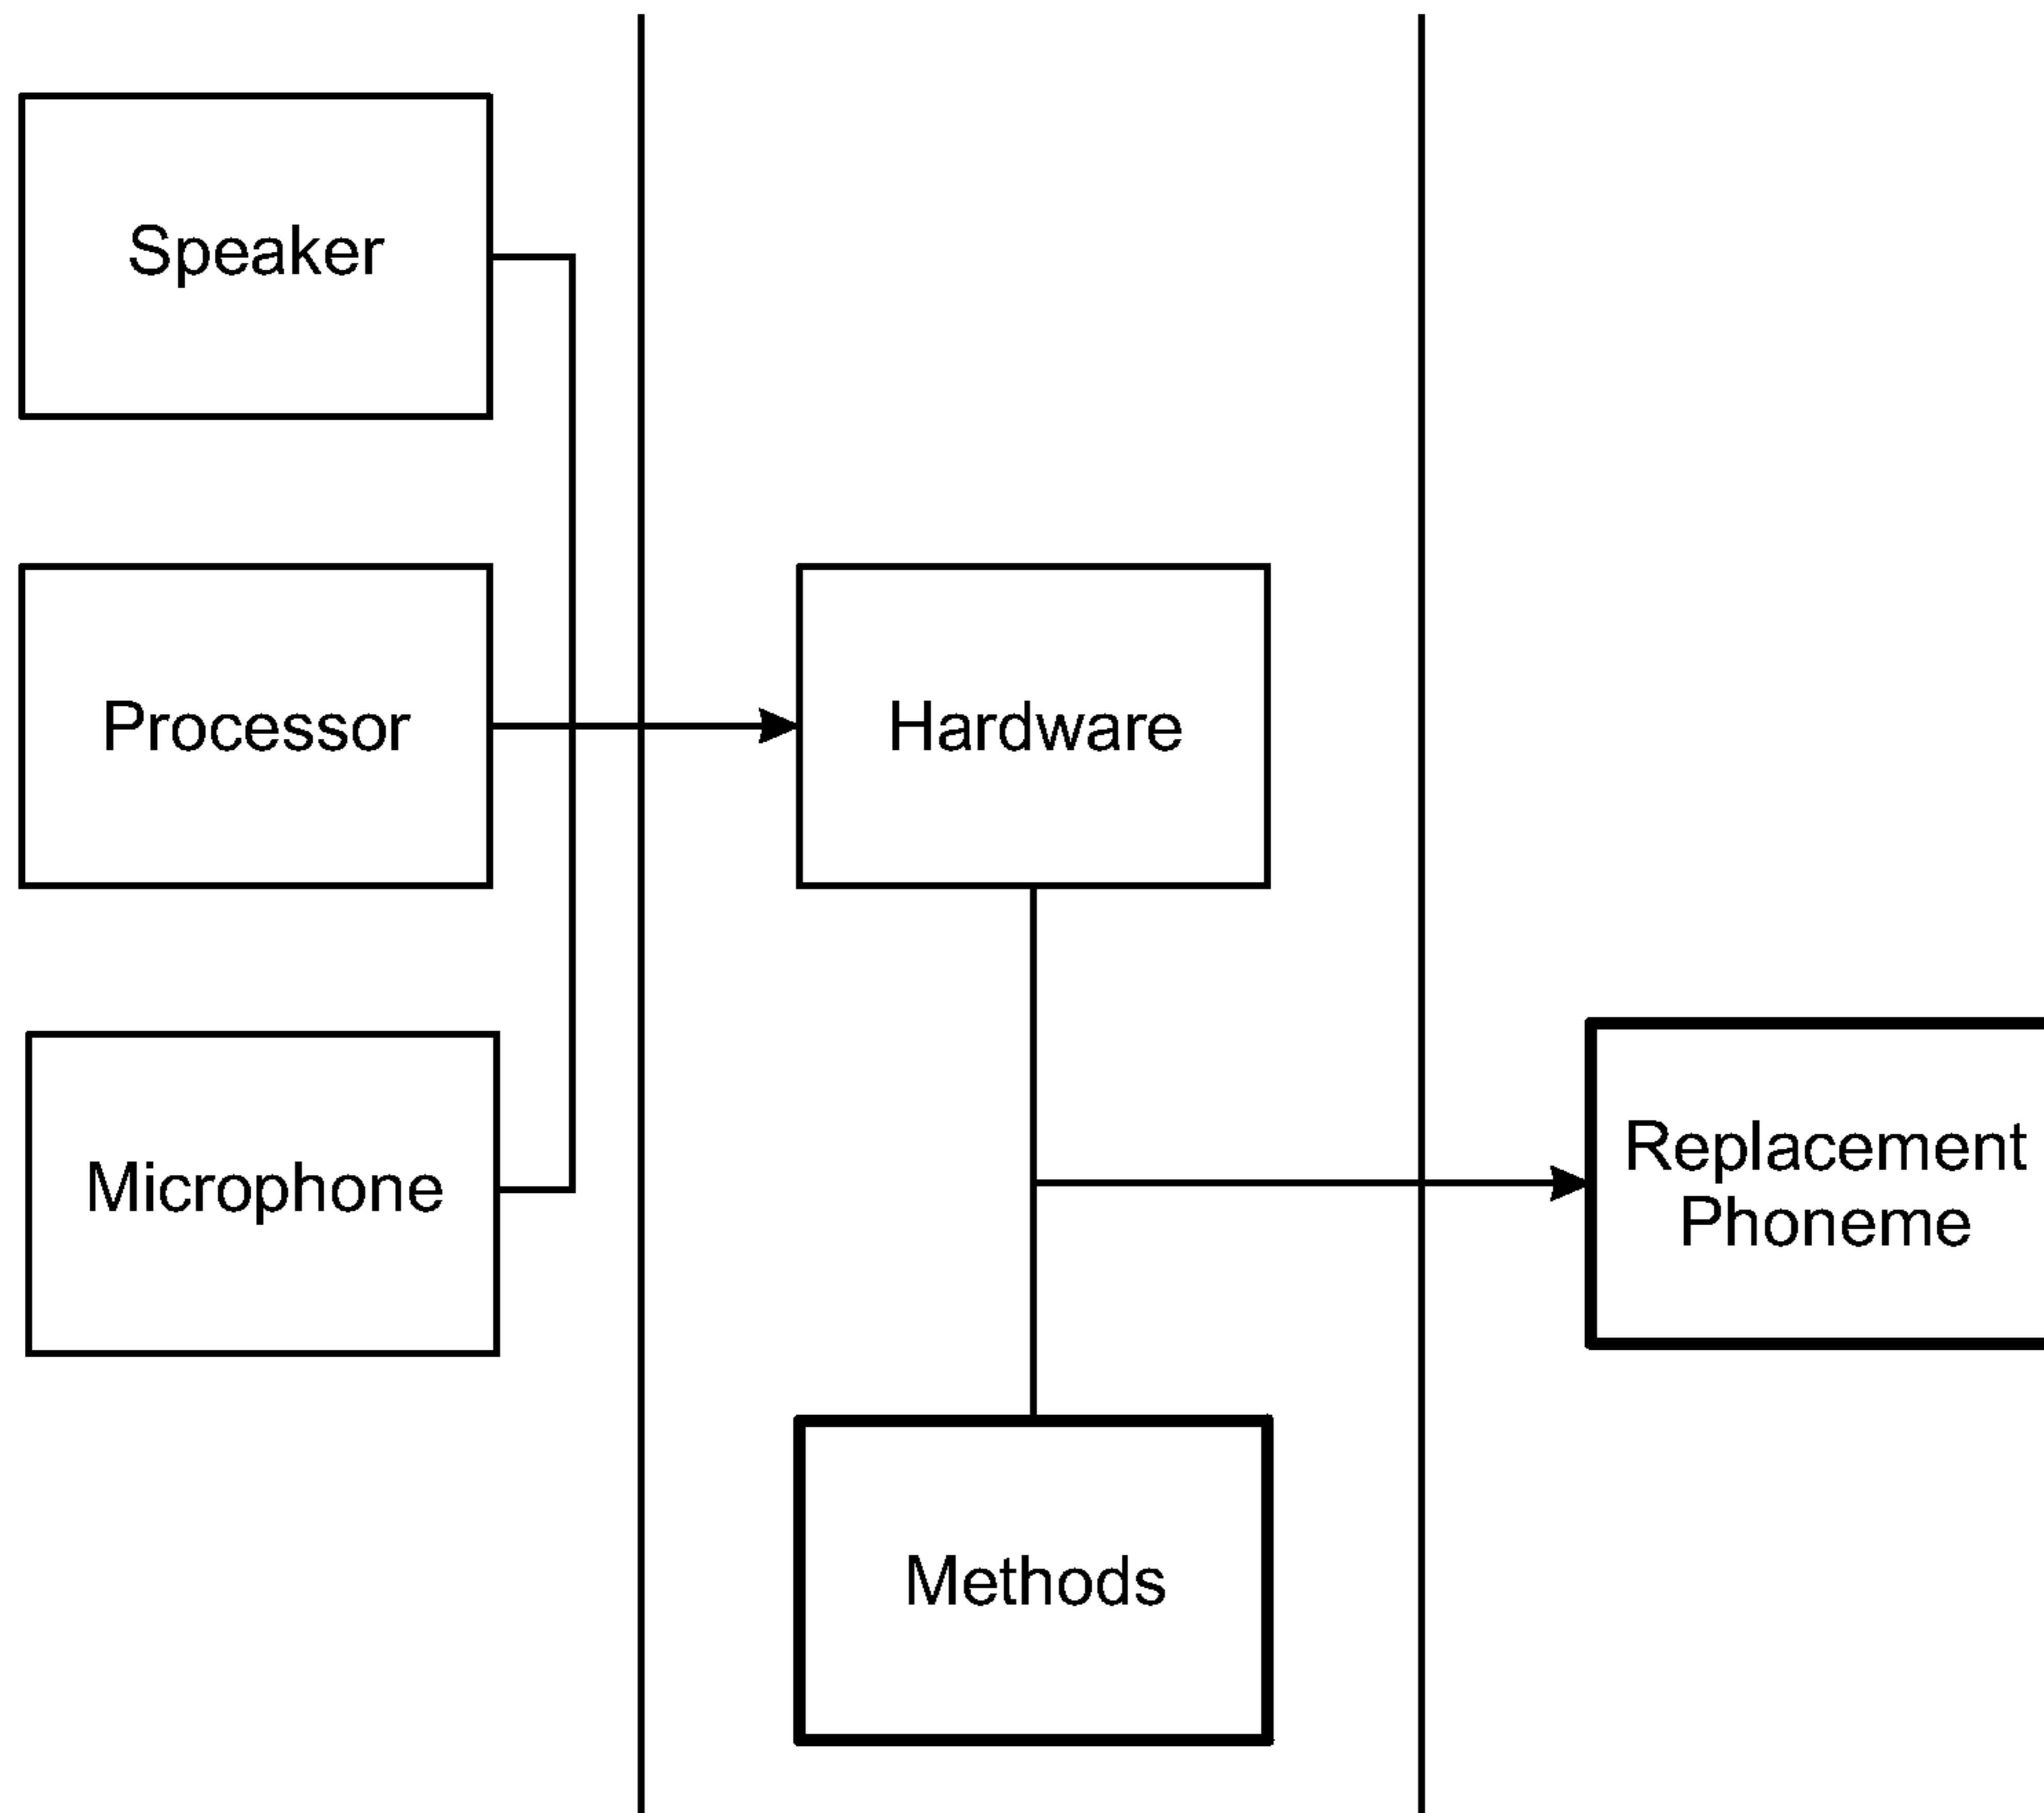 Speaker
Processor
Hardware
Microphone
Replacement
Phoneme
Methods